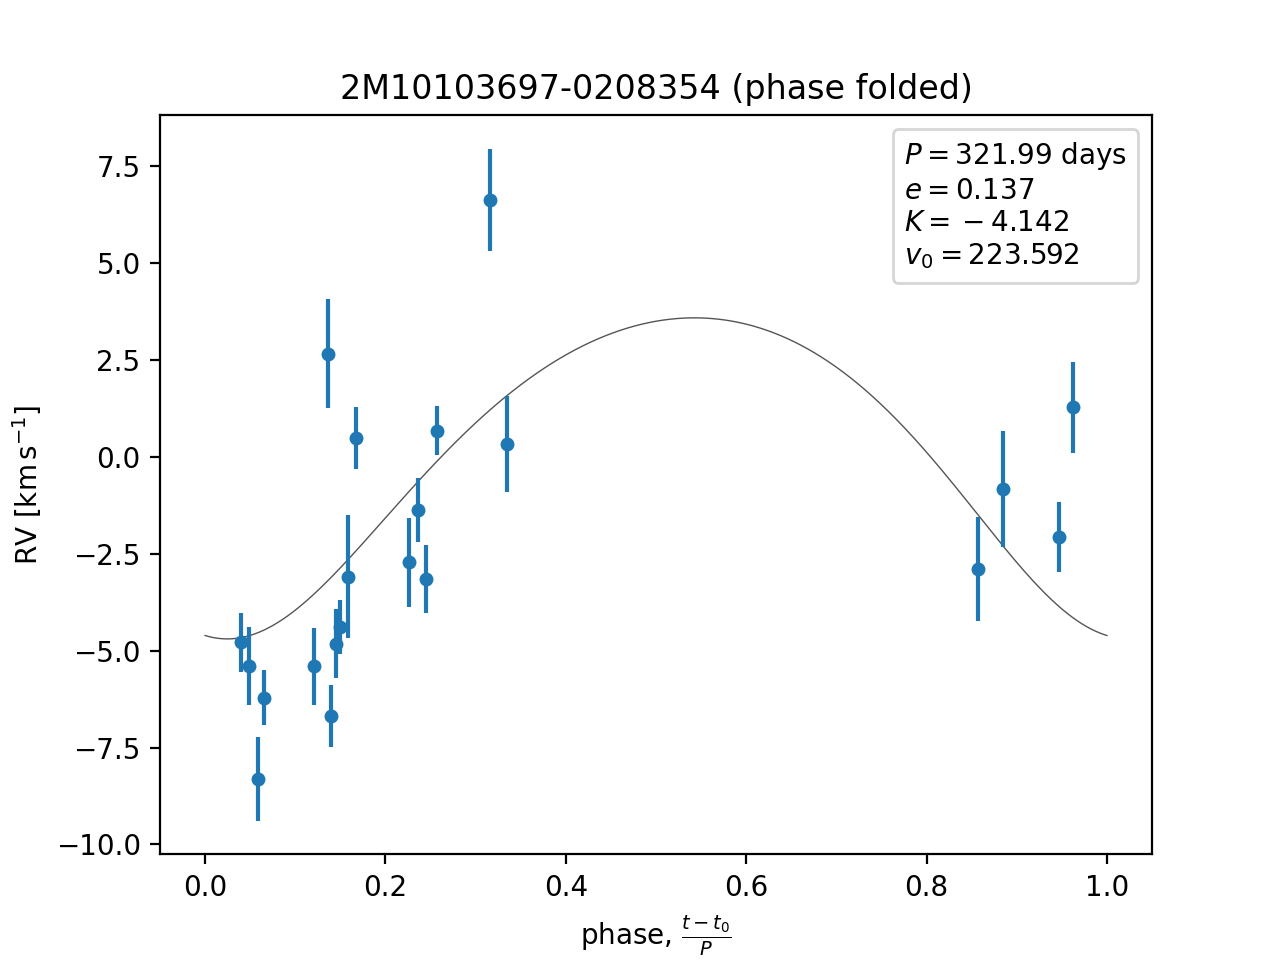 2M10103697-0208354 (phase folded)
P = 321.99 days
e = 0.137
K = −4.142
v₀ = 223.592
RV [km s⁻¹]
7.5
5.0
2.5
0.0
−2.5
−5.0
−7.5
−10.0
0.0 0.2 0.4 0.6 0.8 1.0
phase, (t − t₀)/P